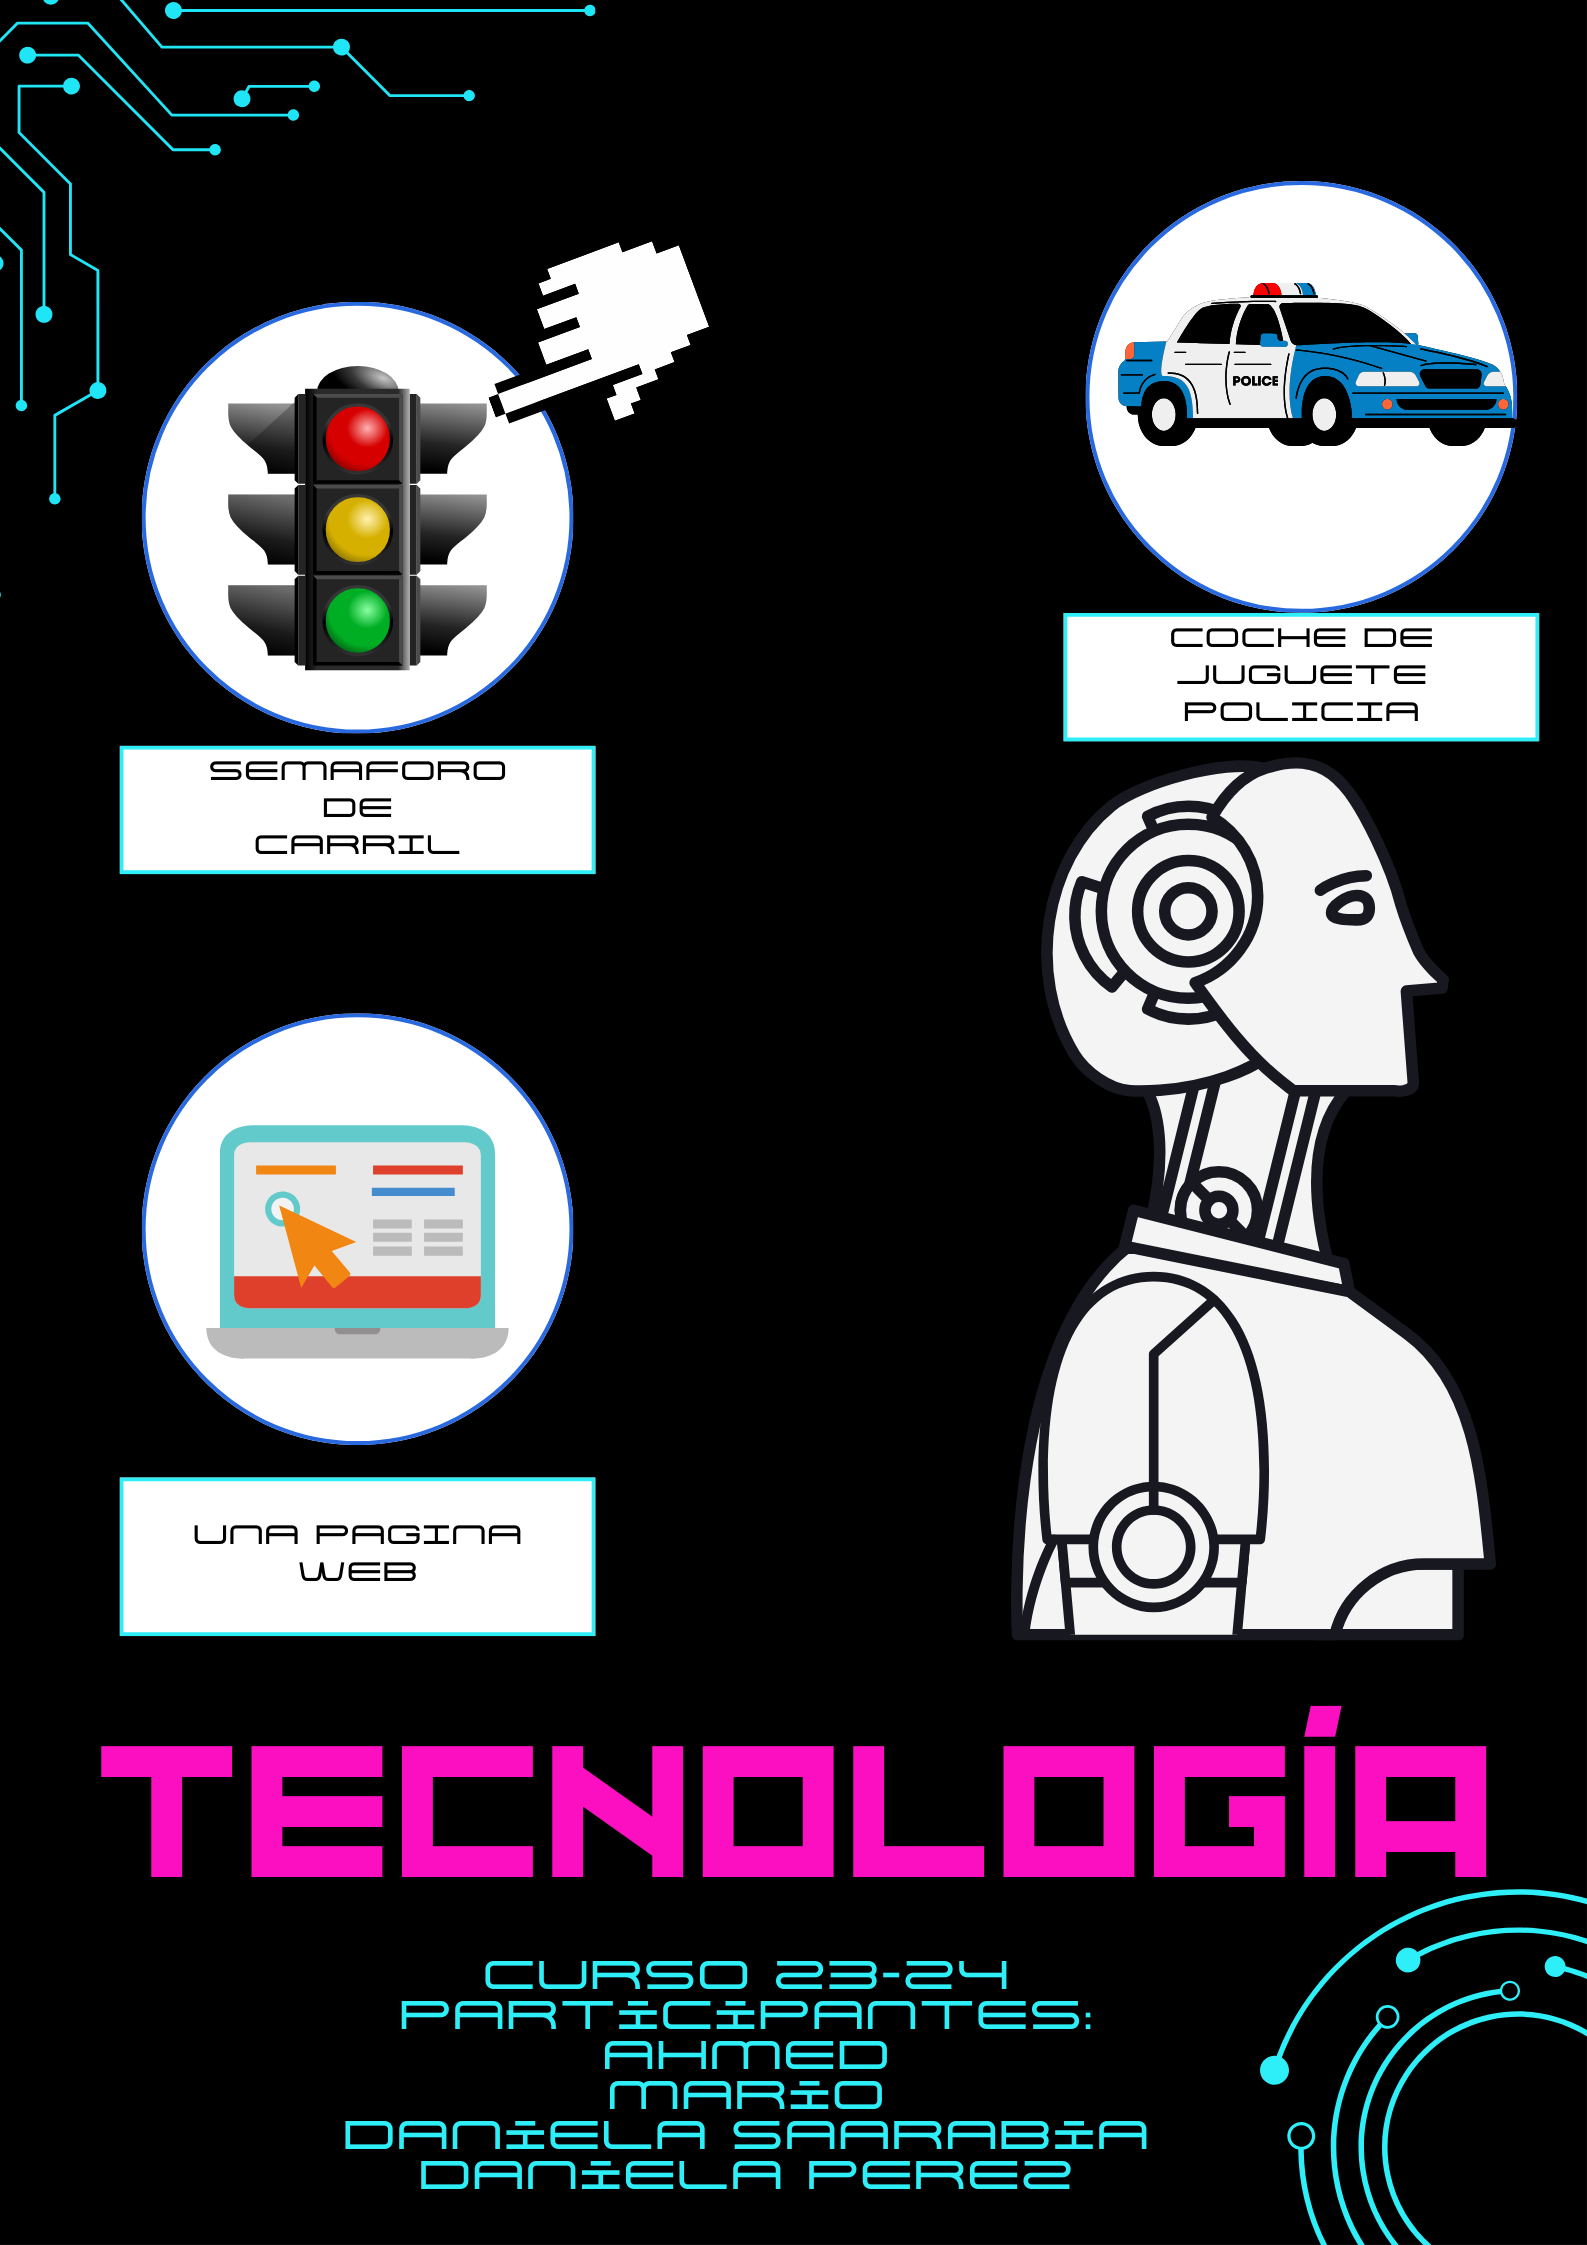 POLICE
COCHE DE
JUGUETE
POLICIA
SEMAFORO
DE
CARRIL
UNA PAGINA
WEB
TECNOLOGÍA
CURSO 23-24
PARTICIPANTES:
AHMED
MARIO
DANIELA SAARABIA
DANIELA PEREZ